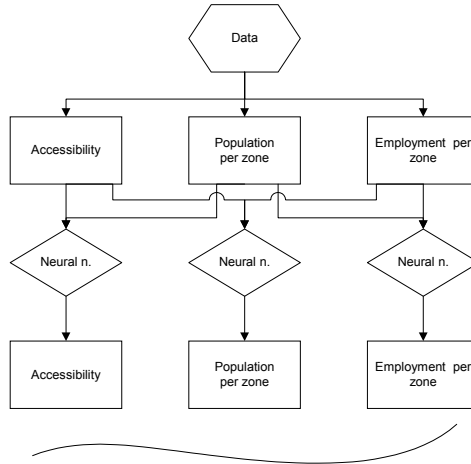 Data
Accessibility
Population
per zone
Employment per
zone
Neural n.
Neural n.
Neural n.
Accessibility
Population
per zone
Employment per
zone